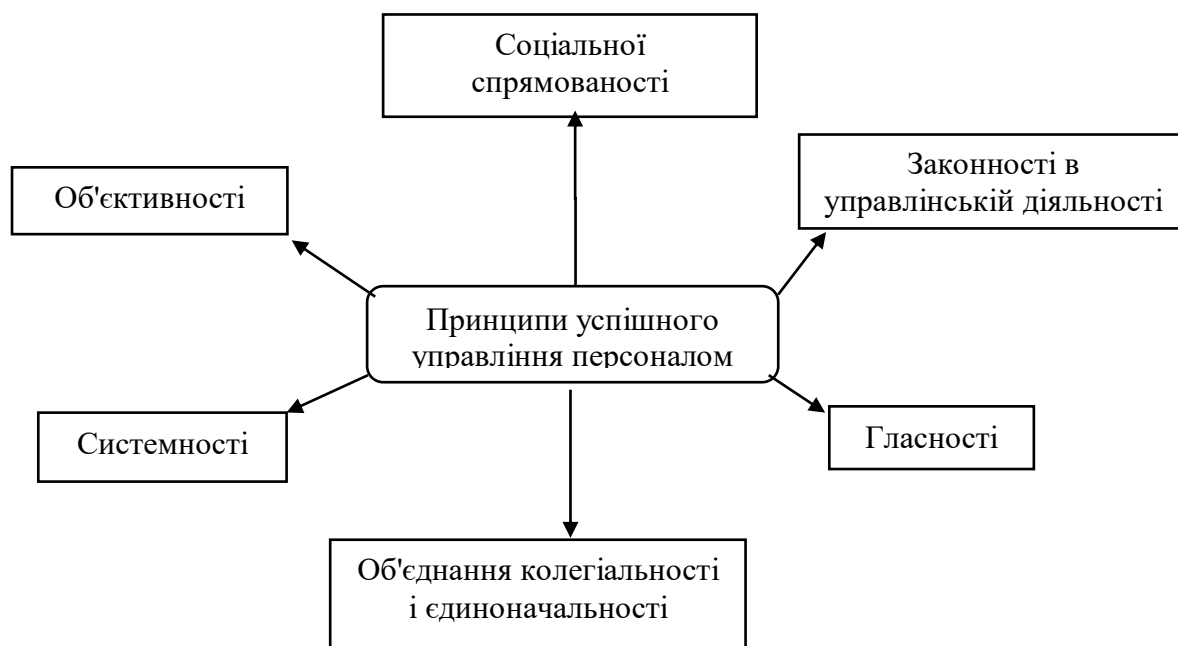 Соціальної
спрямованості
Законності в
управлінській діяльності
Об'єктивності
Принципи успішного
управління персоналом
Системності
Гласності
Об'єднання колегіальності
і єдиноначальності